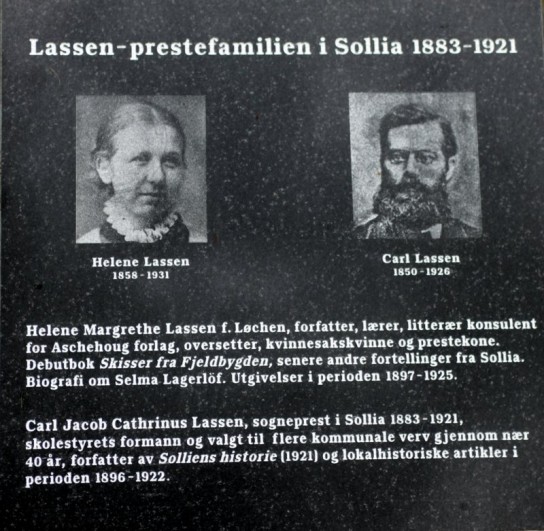 Lassen-prestefamilien i Sollia 1883-1921
Helene Lassen
1858-1931
Carl Lassen
1850-1926
Helene Margrethe Lassen f. Løchen, forfatter, lærer, litterær konsulent
for Aschehoug forlag, oversetter, kvinnesakskvinne og prestekone.
Debutbok Skisser fra Fjeldbygden, senere andre fortellinger fra Sollia.
Biografi om Selma Lagerlöf. Utgivelser i perioden 1897-1925.
Carl Jacob Cathrinus Lassen, sogneprest i Sollia 1883-1921,
skolestyrets formann og valgt til flere kommunale verv gjennom nær
40 år, forfatter av Solliens historie (1921) og lokalhistoriske artikler i
perioden 1896-1922.